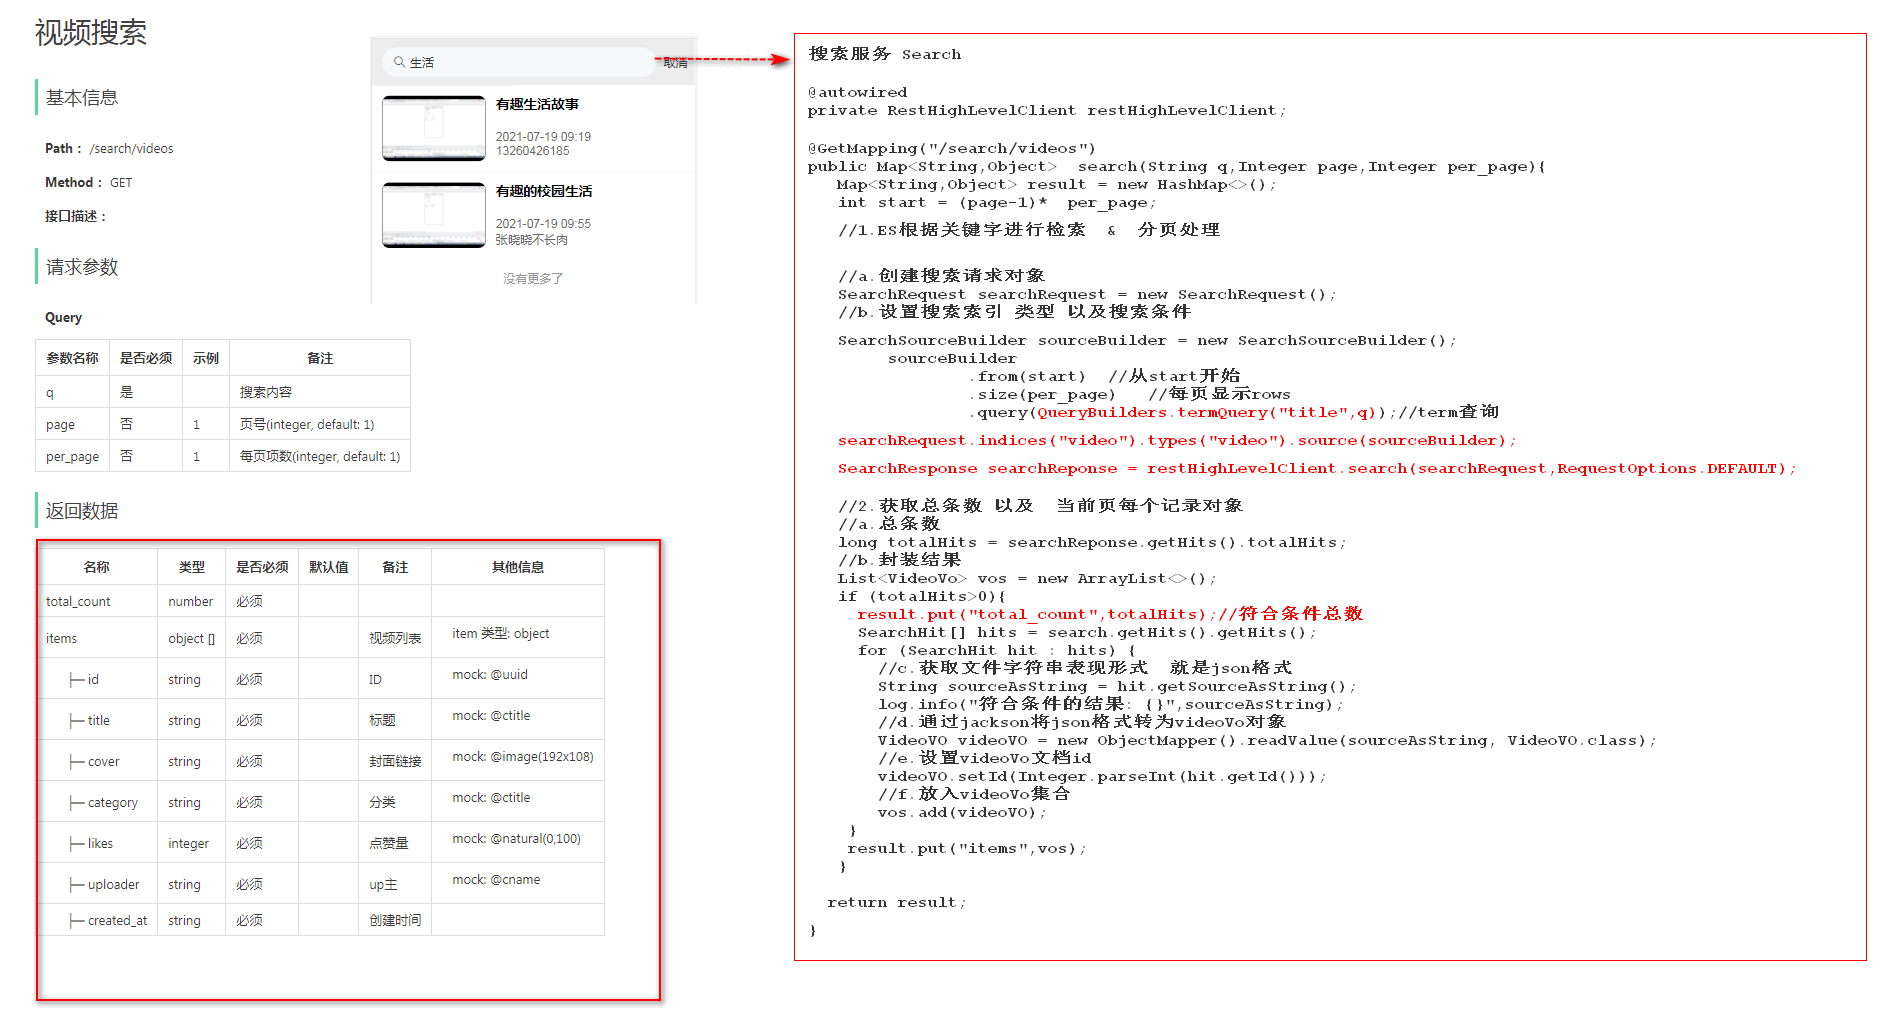 视频搜索
基本信息
Path： /search/videos
Method： GET
接口描述：
请求参数
Query
参数名称 是否必须 示例 备注
q 是 搜索内容
page 否 1 页号(integer, default: 1)
per_page 否 1 每页项数(integer, default: 1)
返回数据
名称 类型 是否必须 默认值 备注 其他信息
total_count number 必须
items object [] 必须 视频列表 item 类型: object
├─ id string 必须 ID mock: @uuid
├─ title string 必须 标题 mock: @ctitle
├─ cover string 必须 封面链接 mock: @image(192x108)
├─ category string 必须 分类 mock: @ctitle
├─ likes integer 必须 点赞量 mock: @natural(0,100)
├─ uploader string 必须 up主 mock: @cname
├─ created_at string 必须 创建时间
生活 取消
有趣生活故事
2021-07-19 09:19
13260426185
有趣的校园生活
2021-07-19 09:55
张晓晓不长肉
没有更多了
搜索服务 Search
@autowired
private RestHighLevelClient restHighLevelClient;
@GetMapping("/search/videos")
public Map<String,Object> search(String q,Integer page,Integer per_page){
Map<String,Object> result = new HashMap<>();
int start = (page-1)* per_page;
//1.ES根据关键字进行检索 & 分页处理
//a.创建搜索请求对象
SearchRequest searchRequest = new SearchRequest();
//b.设置搜索索引 类型 以及搜索条件
SearchSourceBuilder sourceBuilder = new SearchSourceBuilder();
sourceBuilder
.from(start) //从start开始
.size(per_page) //每页显示rows
.query(QueryBuilders.termQuery("title",q));//term查询
searchRequest.indices("video").types("video").source(sourceBuilder);
SearchResponse searchReponse = restHighLevelClient.search(searchRequest,RequestOptions.DEFAULT);
//2.获取总条数 以及 当前页每个记录对象
//a.总条数
long totalHits = searchReponse.getHits().totalHits;
//b.封装结果
List<VideoVo> vos = new ArrayList<>();
if (totalHits>0){
result.put("total_count",totalHits);//符合条件总数
SearchHit[] hits = search.getHits().getHits();
for (SearchHit hit : hits) {
//c.获取文件字符串表现形式 就是json格式
String sourceAsString = hit.getSourceAsString();
log.info("符合条件的结果: {}",sourceAsString);
//d.通过jackson将json格式转为videoVo对象
VideoVO videoVO = new ObjectMapper().readValue(sourceAsString, VideoVO.class);
//e.设置videoVo文档id
videoVO.setId(Integer.parseInt(hit.getId()));
//f.放入videoVo集合
vos.add(videoVO);
}
result.put("items",vos);
}
return result;
}